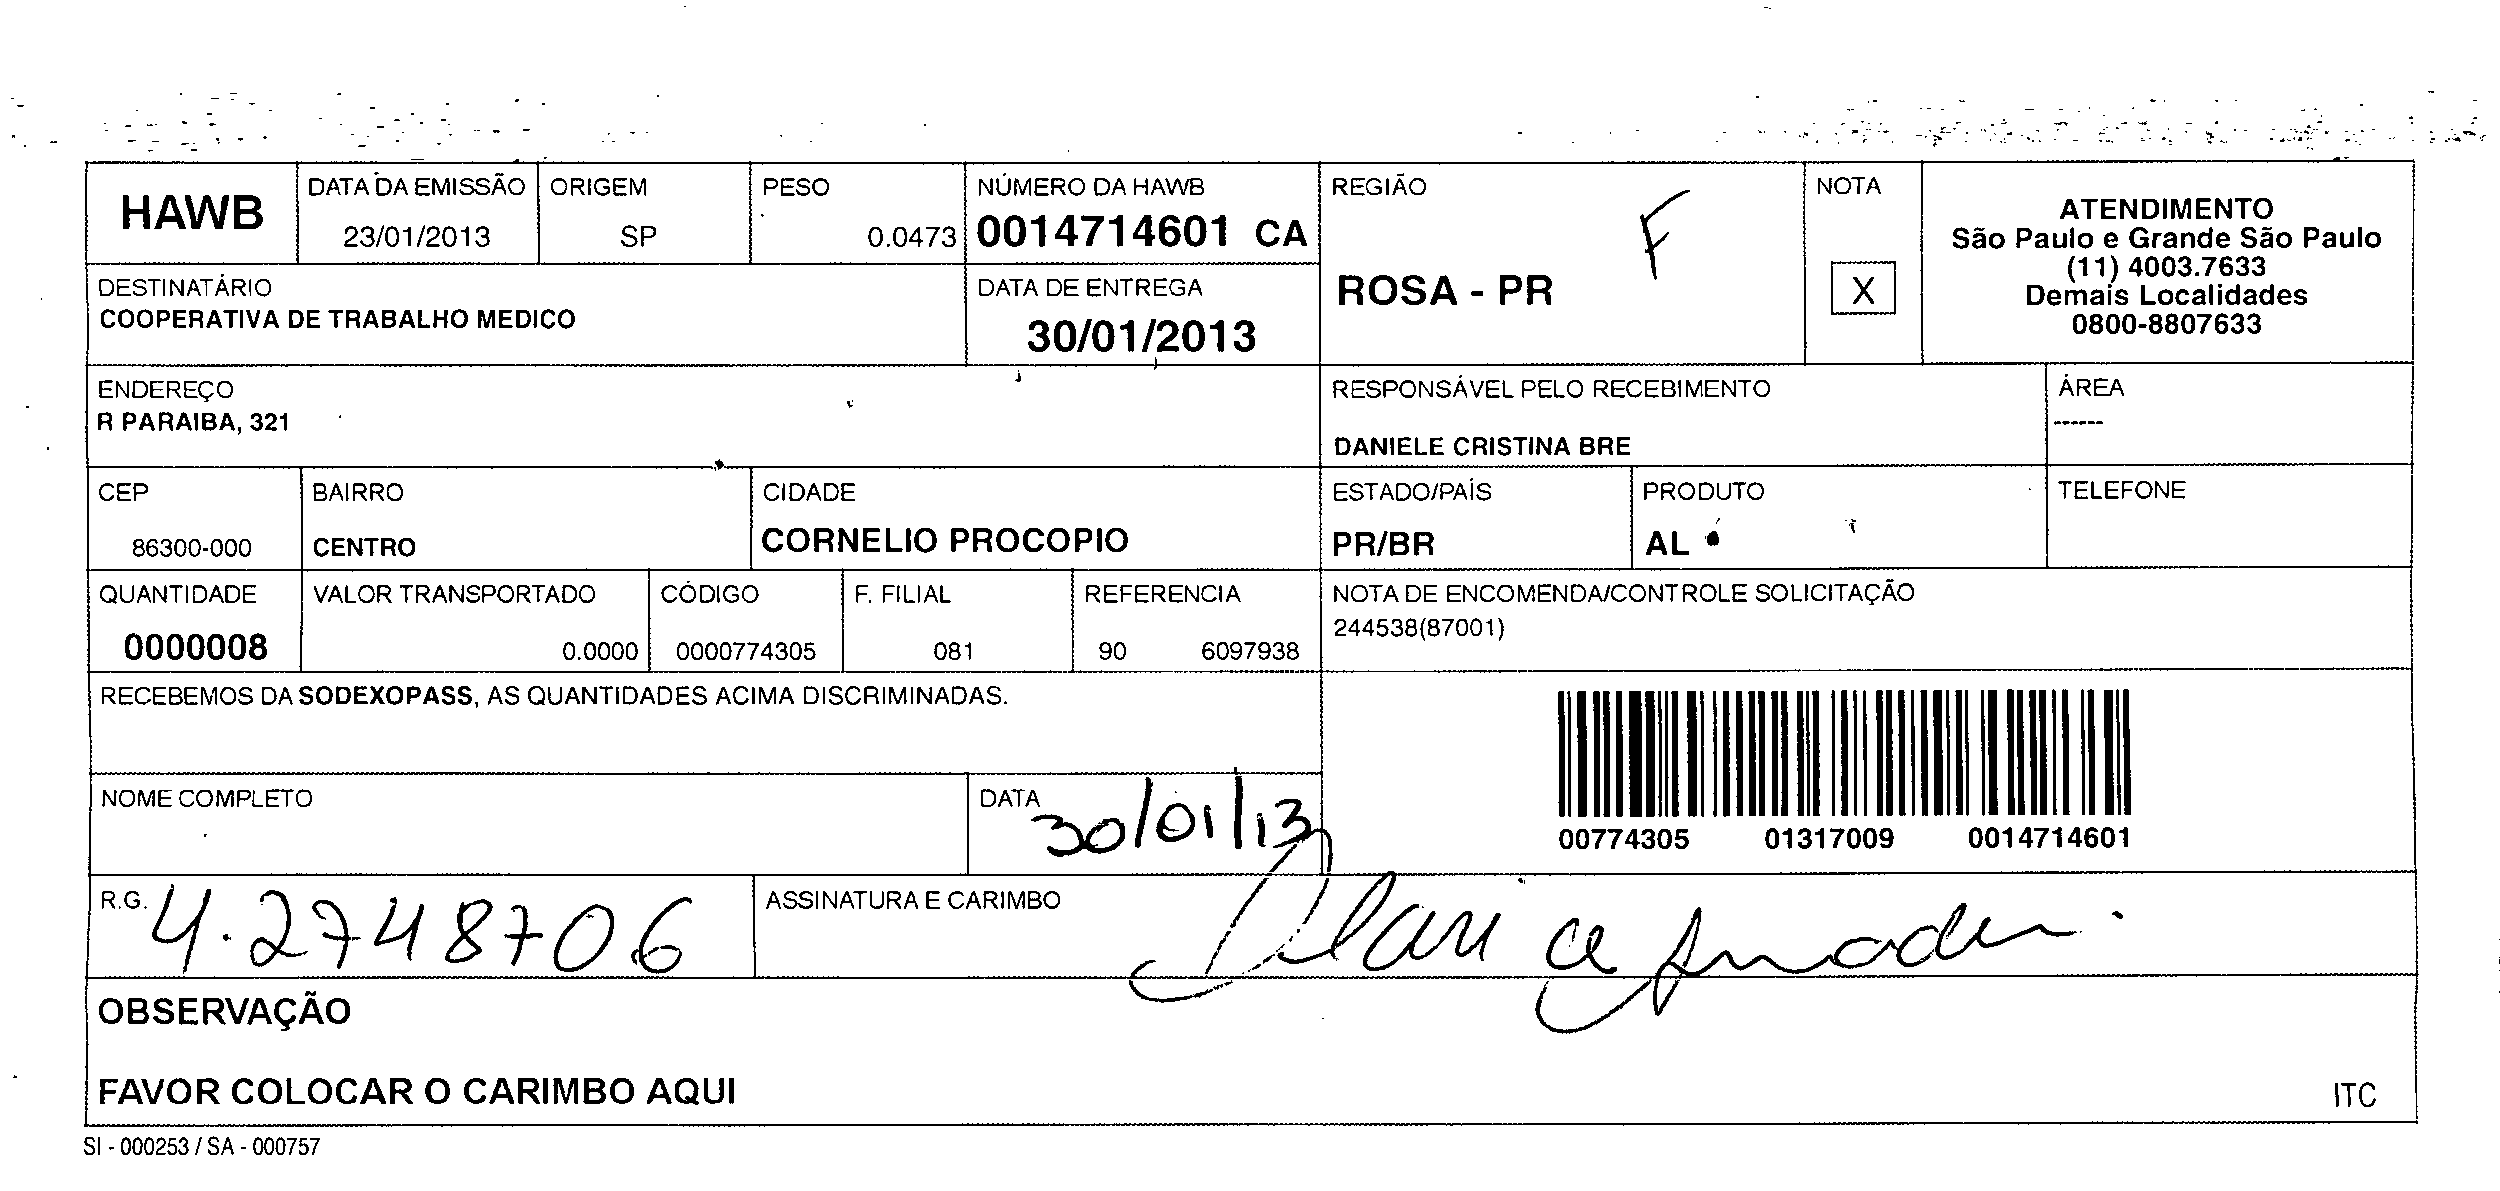 HAWB
DATA DA EMISSÃO
23/01/2013
ORIGEM
SP
PESO
0.0473
NÚMERO DA HAWB
0014714601 CA
REGIÃO
F
ROSA - PR
NOTA
X
ATENDIMENTO
São Paulo e Grande São Paulo
(11) 4003.7633
Demais Localidades
0800-8807633
DESTINATÁRIO
COOPERATIVA DE TRABALHO MEDICO
DATA DE ENTREGA
30/01/2013
ENDEREÇO
R PARAIBA, 321
RESPONSÁVEL PELO RECEBIMENTO
DANIELE CRISTINA BRE
ÁREA
------
CEP
86300-000
BAIRRO
CENTRO
CIDADE
CORNELIO PROCOPIO
ESTADO/PAÍS
PR/BR
PRODUTO
AL
TELEFONE
QUANTIDADE
0000008
VALOR TRANSPORTADO
0.0000
CÓDIGO
0000774305
F. FILIAL
081
REFERENCIA
90 6097938
NOTA DE ENCOMENDA/CONTROLE SOLICITAÇÃO
244538(87001)
RECEBEMOS DA SODEXOPASS, AS QUANTIDADES ACIMA DISCRIMINADAS.
00774305 01317009 0014714601
NOME COMPLETO
DATA
30/01/13
R.G.
4.2748706
ASSINATURA E CARIMBO
OBSERVAÇÃO
FAVOR COLOCAR O CARIMBO AQUI
ITC
SI - 000253 / SA - 000757